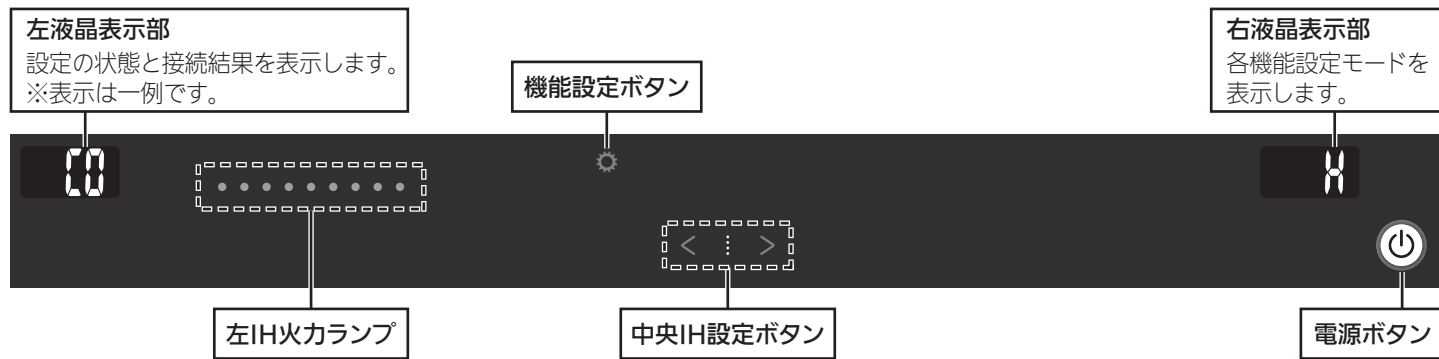 左液晶表示部
設定の状態と接続結果を表示します。
※表示は一例です。
機能設定ボタン
右液晶表示部
各機能設定モードを
表示します。
C0
H
左IH火力ランプ
中央IH設定ボタン
電源ボタン